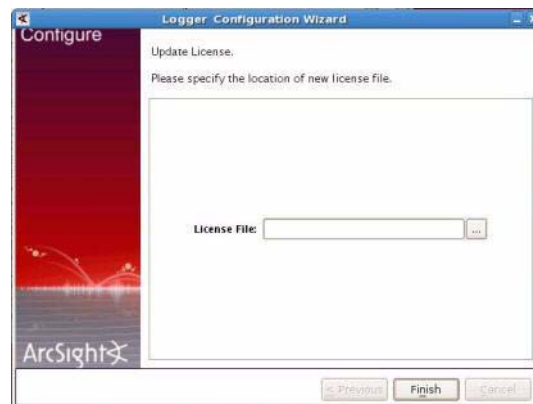 Logger Configuration Wizard
Configure
Update License.
Please specify the location of new license file.
License File:
...
ArcSight
< Previous
Finish
Cancel